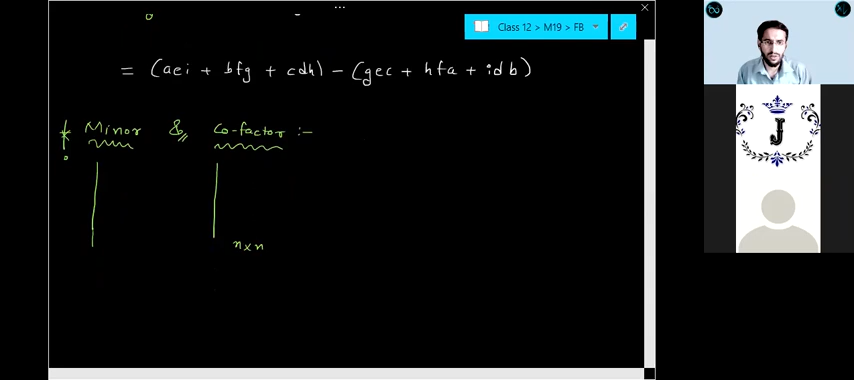 Class 12 > M19 > FB
= (aei + bfg + cdh) - (gec + hfa + idb)
* Minor & Co-factor :-
n×n
J